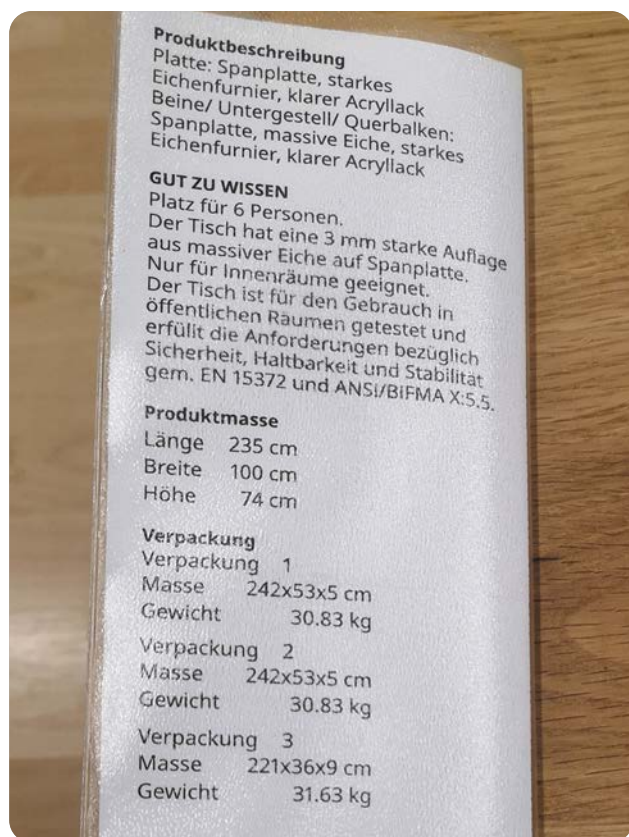 Produktbeschreibung
Platte: Spanplatte, starkes
Eichenfurnier, klarer Acryllack
Beine/ Untergestell/ Querbalken:
Spanplatte, massive Eiche, starkes
Eichenfurnier, klarer Acryllack
GUT ZU WISSEN
Platz für 6 Personen.
Der Tisch hat eine 3 mm starke Auflage
aus massiver Eiche auf Spanplatte.
Nur für Innenräume geeignet.
Der Tisch ist für den Gebrauch in
öffentlichen Räumen getestet und
erfüllt die Anforderungen bezüglich
Sicherheit, Haltbarkeit und Stabilität
gem. EN 15372 und ANSI/BIFMA X:5.5.
Produktmasse
Länge 235 cm
Breite 100 cm
Höhe 74 cm
Verpackung
Verpackung 1
Masse 242x53x5 cm
Gewicht 30.83 kg
Verpackung 2
Masse 242x53x5 cm
Gewicht 30.83 kg
Verpackung 3
Masse 221x36x9 cm
Gewicht 31.63 kg